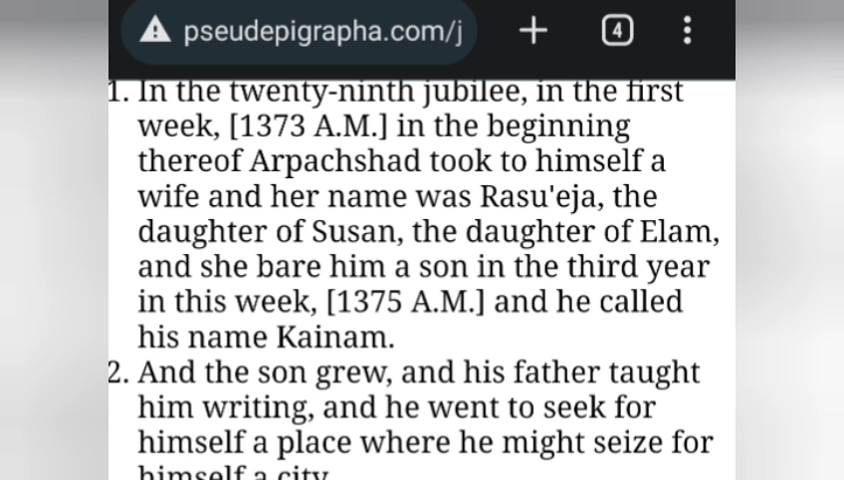 pseudepigrapha.com/j
4
1. In the twenty-ninth jubilee, in the first
week, [1373 A.M.] in the beginning
thereof Arpachshad took to himself a
wife and her name was Rasu'eja, the
daughter of Susan, the daughter of Elam,
and she bare him a son in the third year
in this week, [1375 A.M.] and he called
his name Kainam.
2. And the son grew, and his father taught
him writing, and he went to seek for
himself a place where he might seize for
himself a city